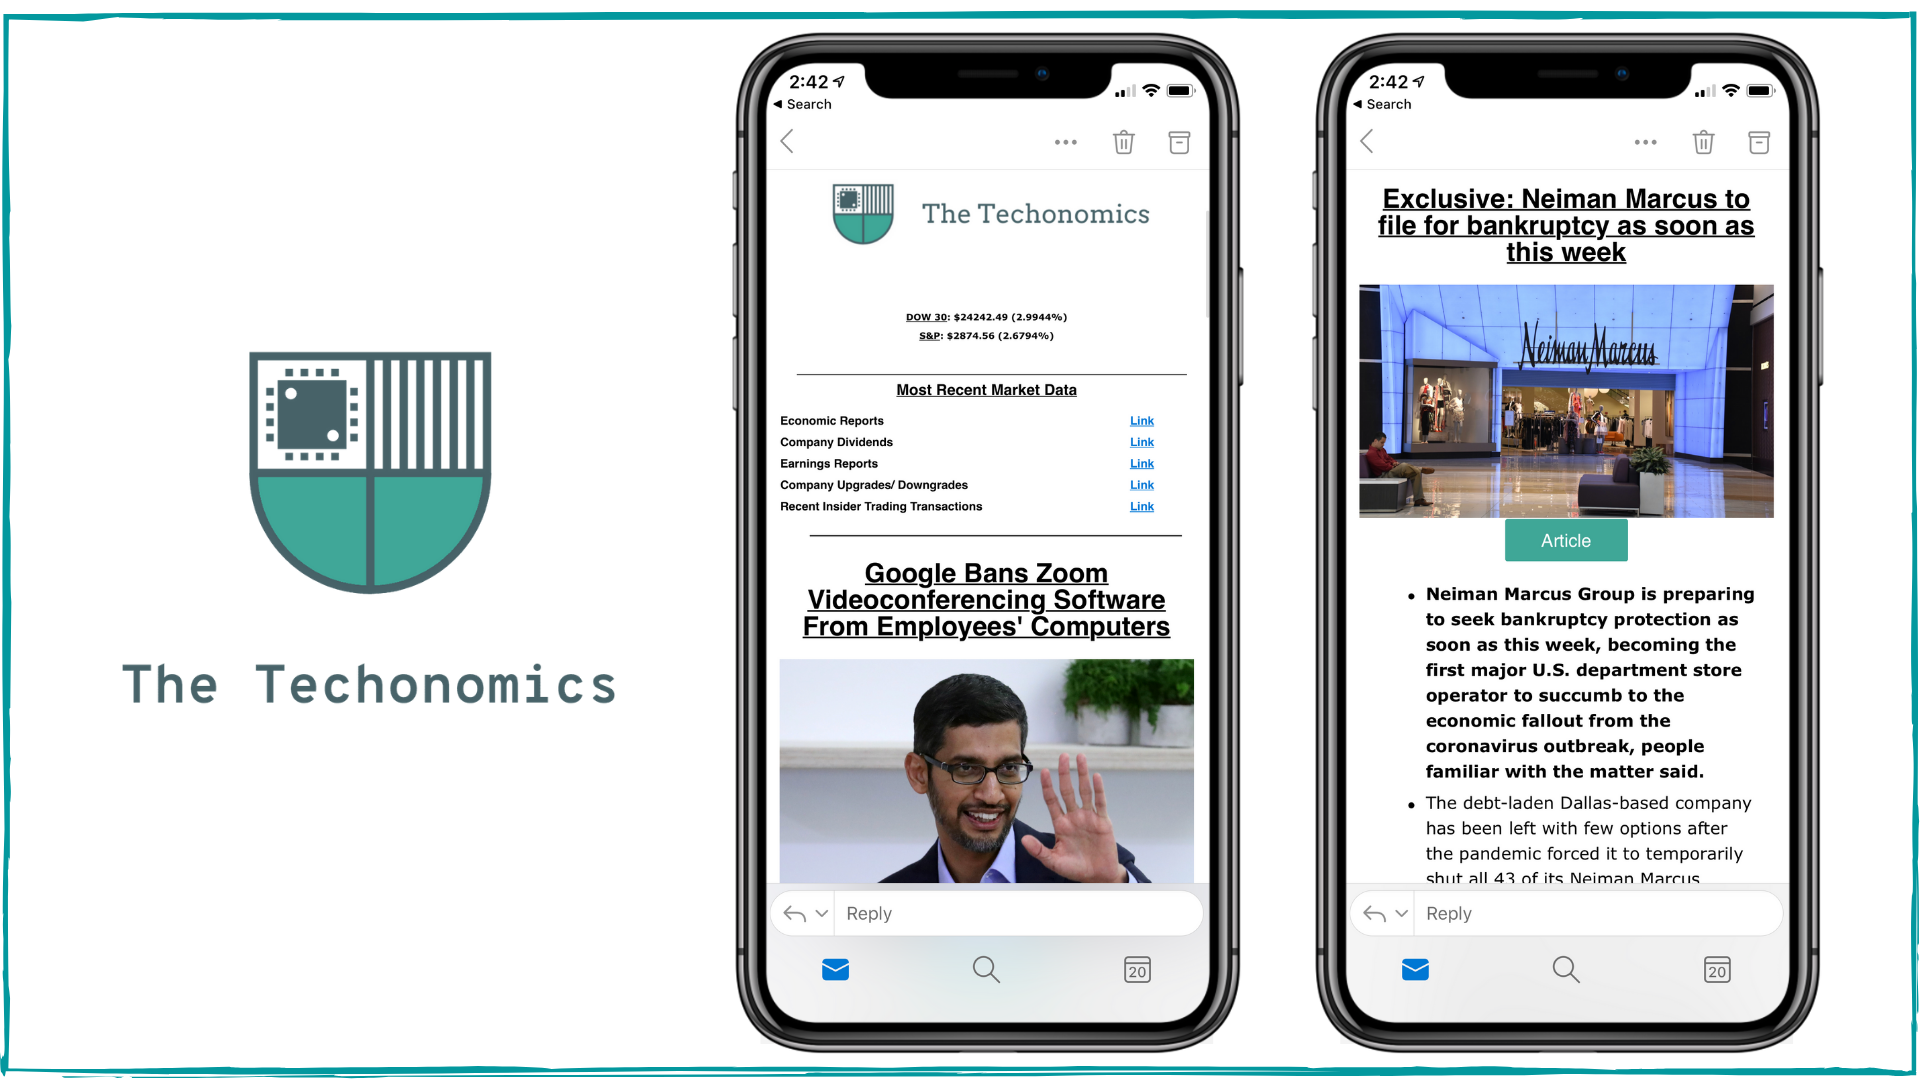 The Techonomics
2:42
Search
The Techonomics
DOW 30: $24242.49 (2.9944%)
S&P: $2874.56 (2.6794%)
Most Recent Market Data
Economic Reports Link
Company Dividends Link
Earnings Reports Link
Company Upgrades/ Downgrades Link
Recent Insider Trading Transactions Link
Google Bans Zoom
Videoconferencing Software
From Employees' Computers
Reply
20
2:42
Search
Exclusive: Neiman Marcus to
file for bankruptcy as soon as
this week
Neiman Marcus
Article
• Neiman Marcus Group is preparing
to seek bankruptcy protection as
soon as this week, becoming the
first major U.S. department store
operator to succumb to the
economic fallout from the
coronavirus outbreak, people
familiar with the matter said.
• The debt-laden Dallas-based company
has been left with few options after
the pandemic forced it to temporarily
shut all 43 of its Neiman Marcus
Reply
20